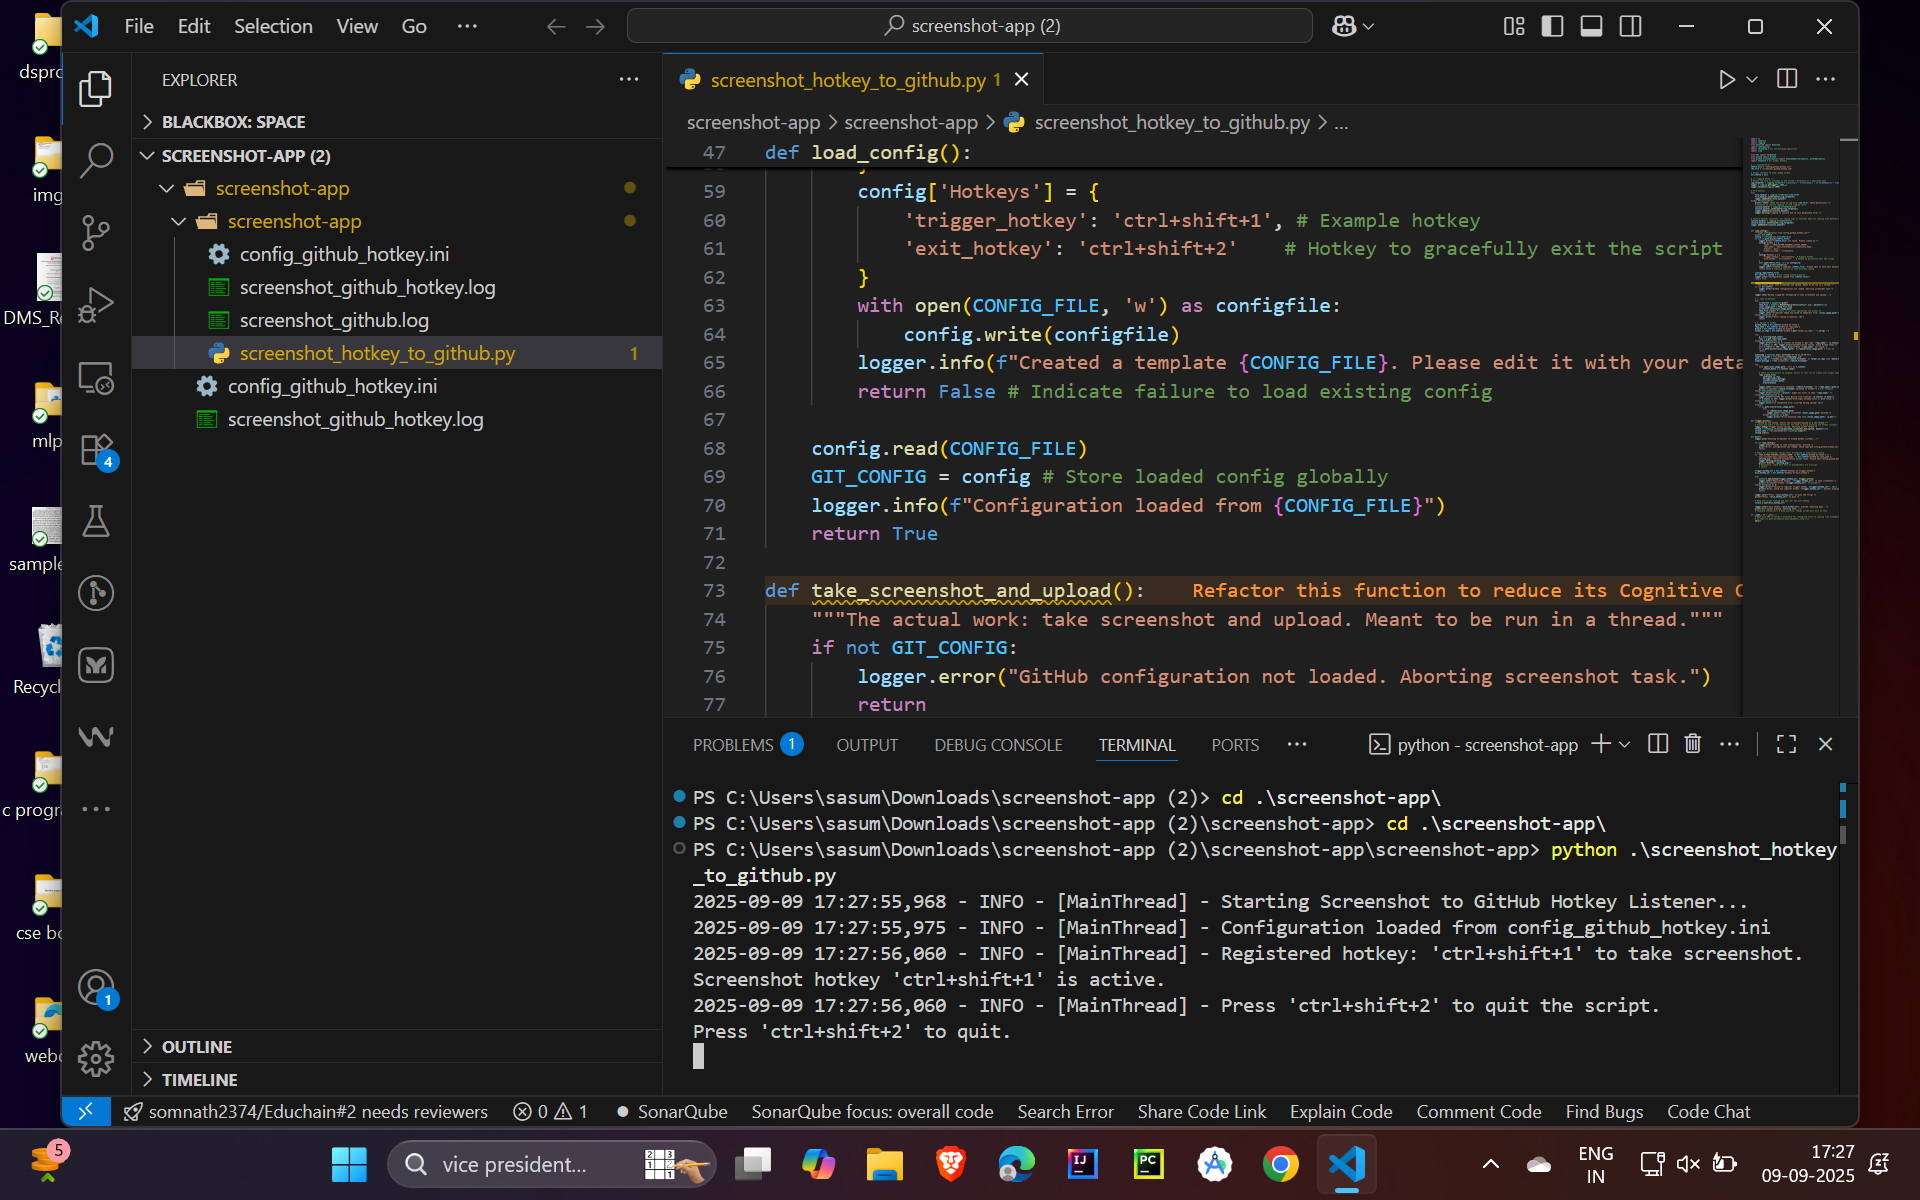 File Edit Selection View Go ··· screenshot-app (2)
EXPLORER
BLACKBOX: SPACE
SCREENSHOT-APP (2)
screenshot-app
screenshot-app
config_github_hotkey.ini
screenshot_github_hotkey.log
screenshot_github.log
screenshot_hotkey_to_github.py 1
config_github_hotkey.ini
screenshot_github_hotkey.log
OUTLINE
TIMELINE
4
1
screenshot_hotkey_to_github.py 1
screenshot-app > screenshot-app > screenshot_hotkey_to_github.py > ...
47 def load_config():
59 config['Hotkeys'] = {
60 'trigger_hotkey': 'ctrl+shift+1', # Example hotkey
61 'exit_hotkey': 'ctrl+shift+2' # Hotkey to gracefully exit the script
62 }
63 with open(CONFIG_FILE, 'w') as configfile:
64 config.write(configfile)
65 logger.info(f"Created a template {CONFIG_FILE}. Please edit it with your deta
66 return False # Indicate failure to load existing config
67
68 config.read(CONFIG_FILE)
69 GIT_CONFIG = config # Store loaded config globally
70 logger.info(f"Configuration loaded from {CONFIG_FILE}")
71 return True
72
73 def take_screenshot_and_upload(): Refactor this function to reduce its Cognitive C
74 """The actual work: take screenshot and upload. Meant to be run in a thread."""
75 if not GIT_CONFIG:
76 logger.error("GitHub configuration not loaded. Aborting screenshot task.")
77 return
PROBLEMS 1 OUTPUT DEBUG CONSOLE TERMINAL PORTS ··· python - screenshot-app
PS C:\Users\sasum\Downloads\screenshot-app (2)> cd .\screenshot-app\
PS C:\Users\sasum\Downloads\screenshot-app (2)\screenshot-app> cd .\screenshot-app\
PS C:\Users\sasum\Downloads\screenshot-app (2)\screenshot-app\screenshot-app> python .\screenshot_hotkey
_to_github.py
2025-09-09 17:27:55,968 - INFO - [MainThread] - Starting Screenshot to GitHub Hotkey Listener...
2025-09-09 17:27:55,975 - INFO - [MainThread] - Configuration loaded from config_github_hotkey.ini
2025-09-09 17:27:56,060 - INFO - [MainThread] - Registered hotkey: 'ctrl+shift+1' to take screenshot.
Screenshot hotkey 'ctrl+shift+1' is active.
2025-09-09 17:27:56,060 - INFO - [MainThread] - Press 'ctrl+shift+2' to quit the script.
Press 'ctrl+shift+2' to quit.
somnath2374/Educhain#2 needs reviewers 0 1 SonarQube SonarQube focus: overall code Search Error Share Code Link Explain Code Comment Code Find Bugs Code Chat
dspro
img
DMS_R
mlp
sample
Recycl
c progr
cse bo
webo
5
vice president...
ENG
IN
17:27
09-09-2025